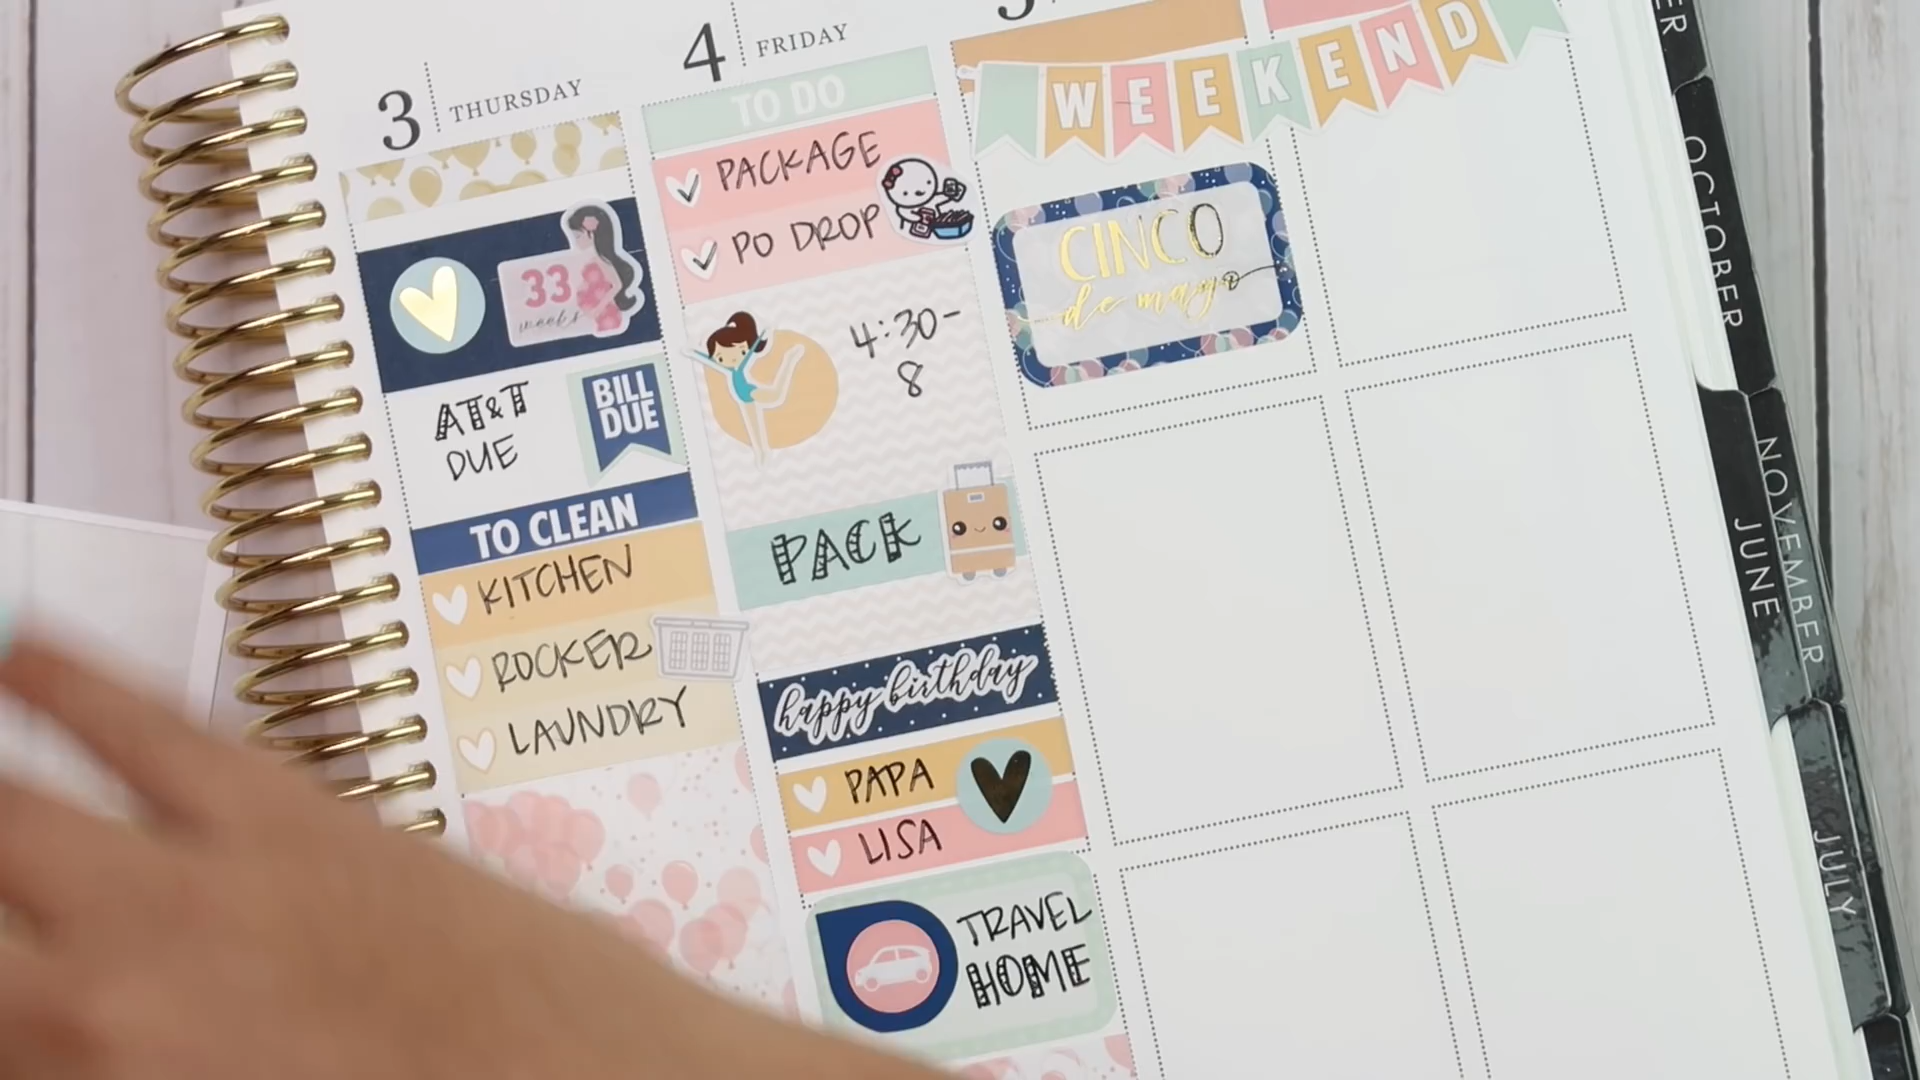 3 THURSDAY
33
weeks
AT&T
DUE
BILL
DUE
TO CLEAN
KITCHEN
ROCKER
LAUNDRY
4 FRIDAY
TO DO
PACKAGE
PO DROP
4:30-
8
PACK
happy birthday
PAPA
LISA
TRAVEL
HOME
WEEKEND
CINCO
de mayo
OCTOBER
NOVEMBER
JUNE
JULY